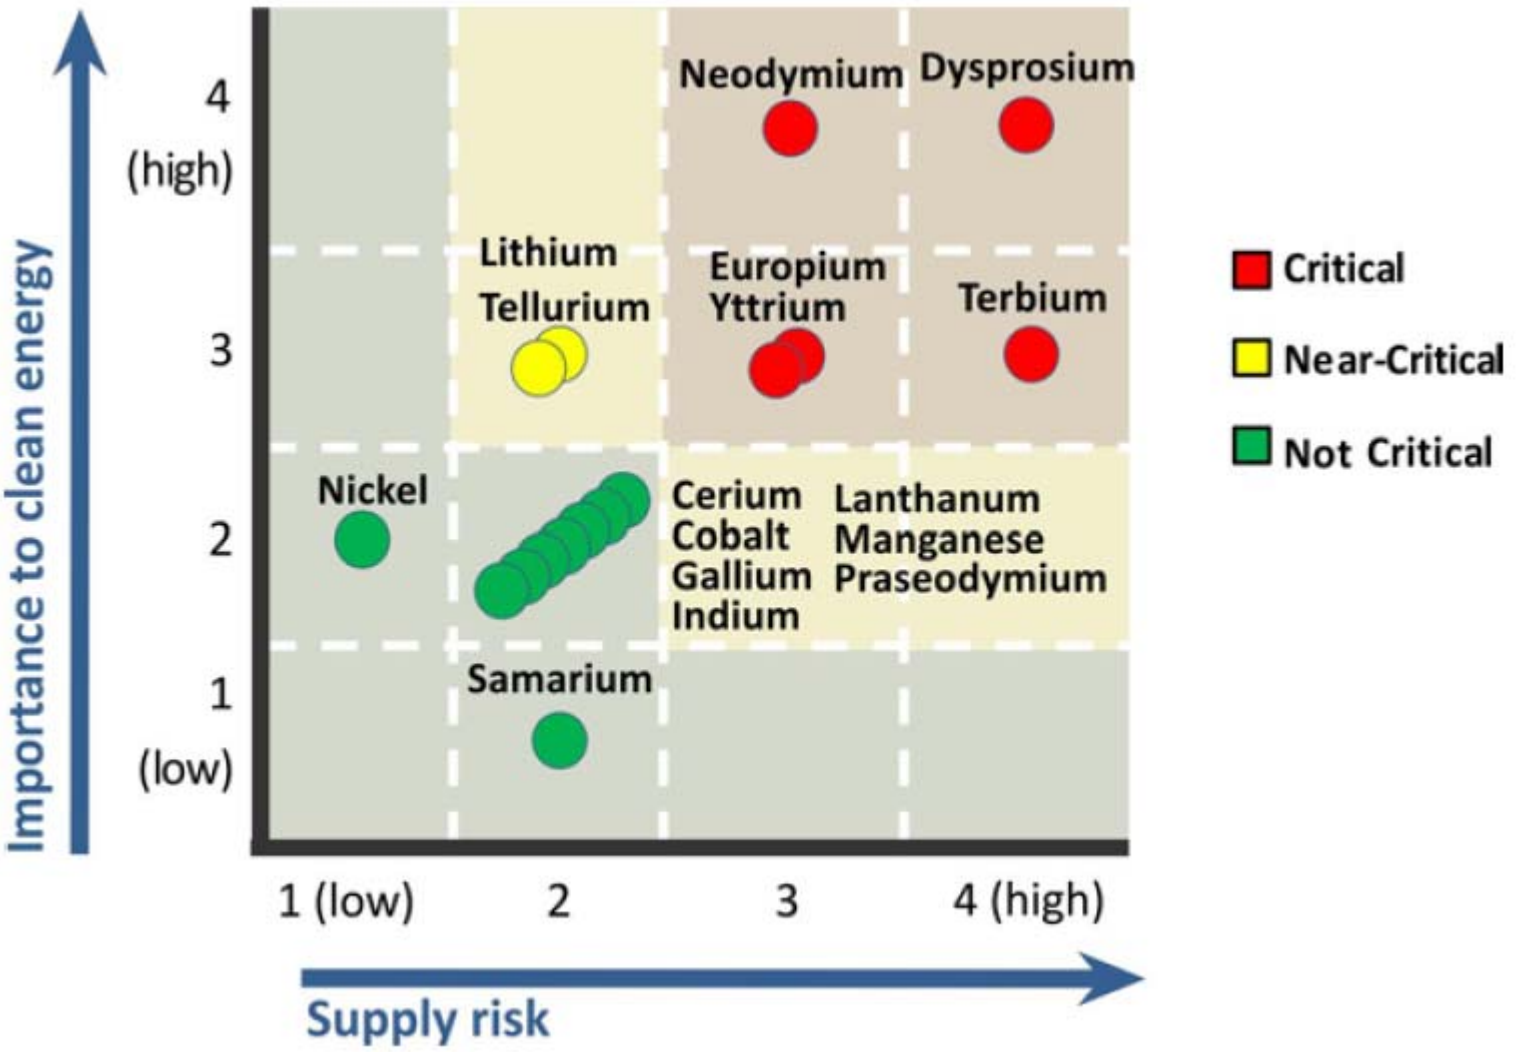 Importance to clean energy
4
(high)
3
2
1
(low)
Neodymium
Dysprosium
Lithium
Tellurium
Europium
Yttrium
Terbium
Nickel
Cerium
Cobalt
Gallium
Indium
Lanthanum
Manganese
Praseodymium
Samarium
1 (low)
2
3
4 (high)
Supply risk
Critical
Near-Critical
Not Critical